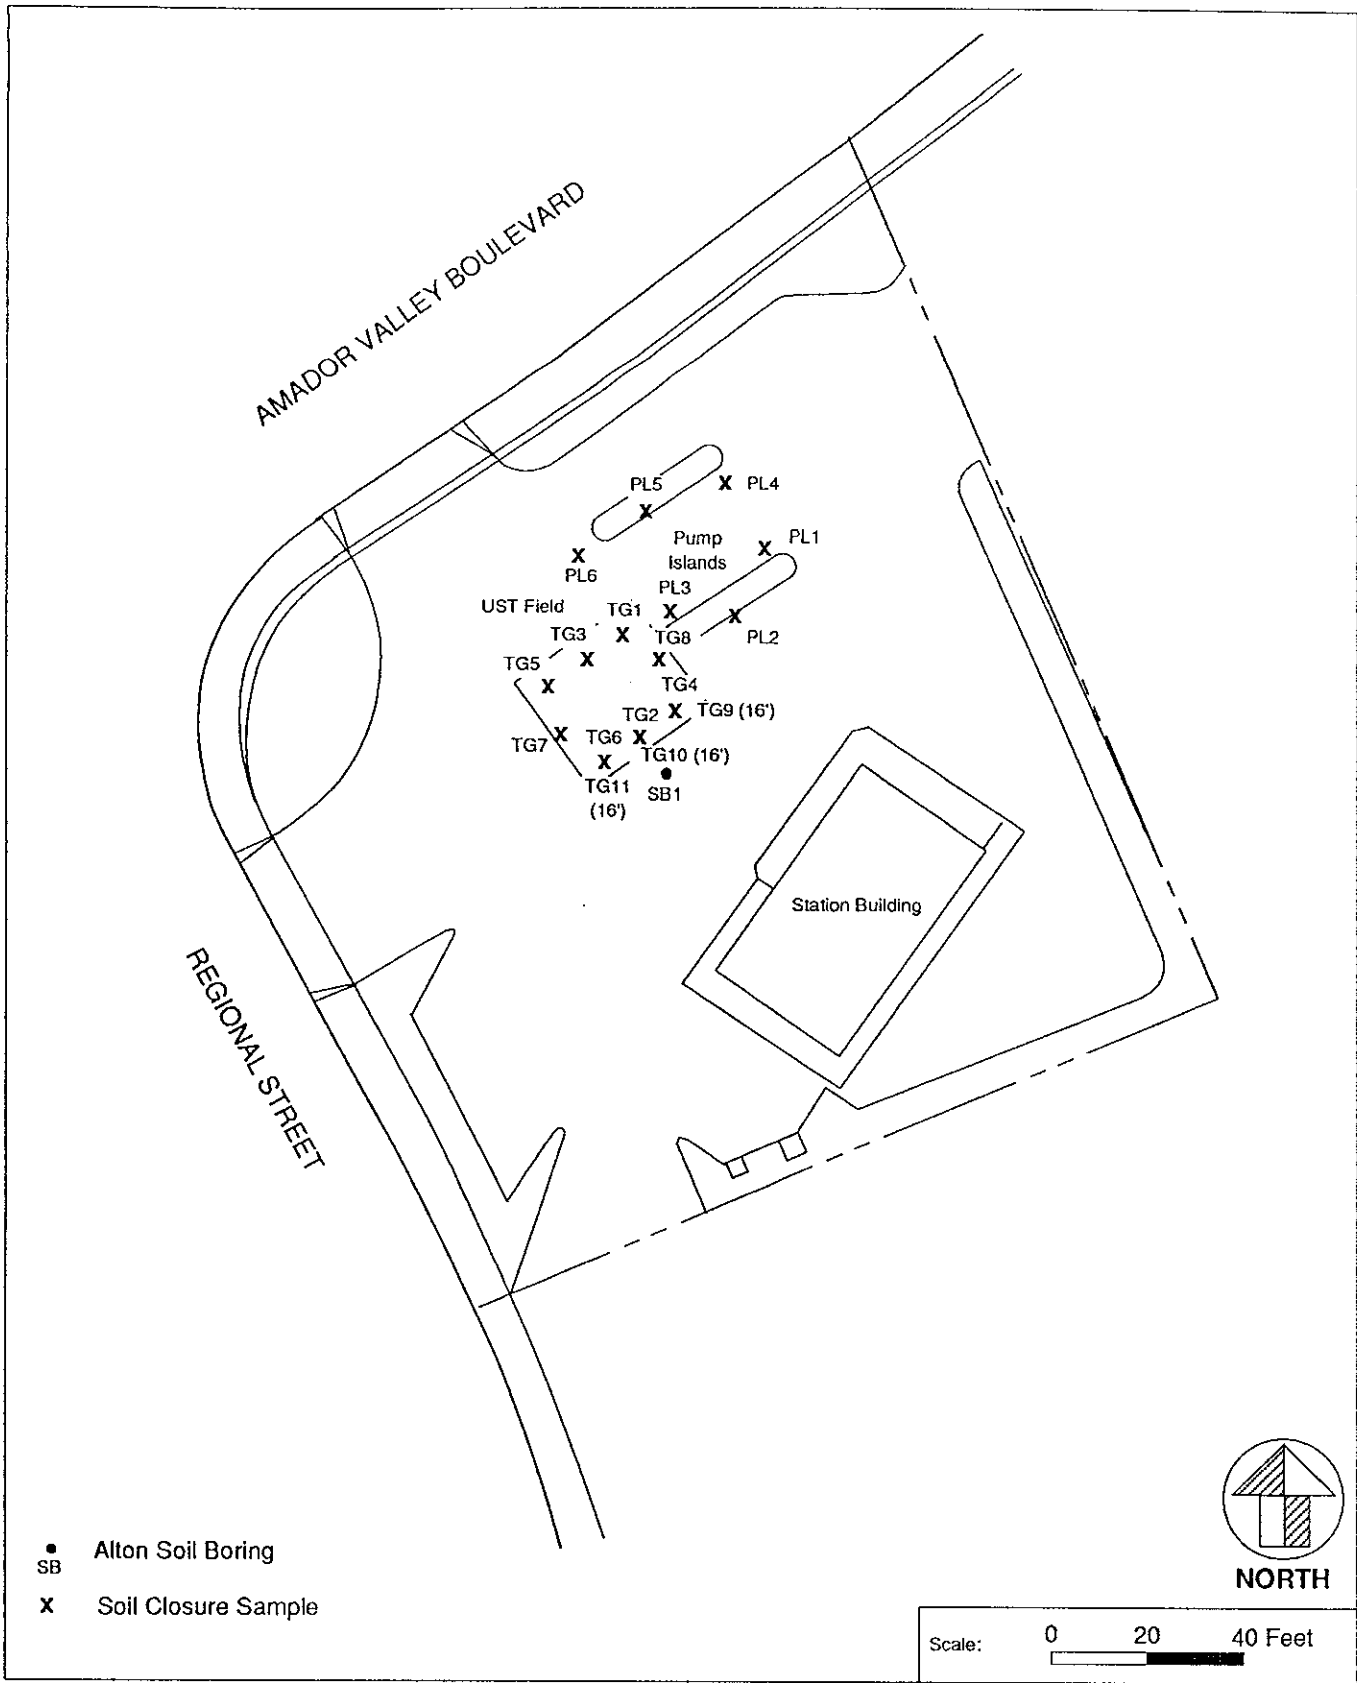 AMADOR VALLEY BOULEVARD
PL5
PL4
Pump
Islands
PL1
PL6
PL3
UST Field
TG1
TG3
TG8
PL2
TG5
TG4
TG2
TG9 (16')
TG7
TG6
TG10 (16')
TG11
(16')
SB1
Station Building
REGIONAL STREET
SB
Alton Soil Boring
X
Soil Closure Sample
NORTH
Scale:
0
20
40 Feet